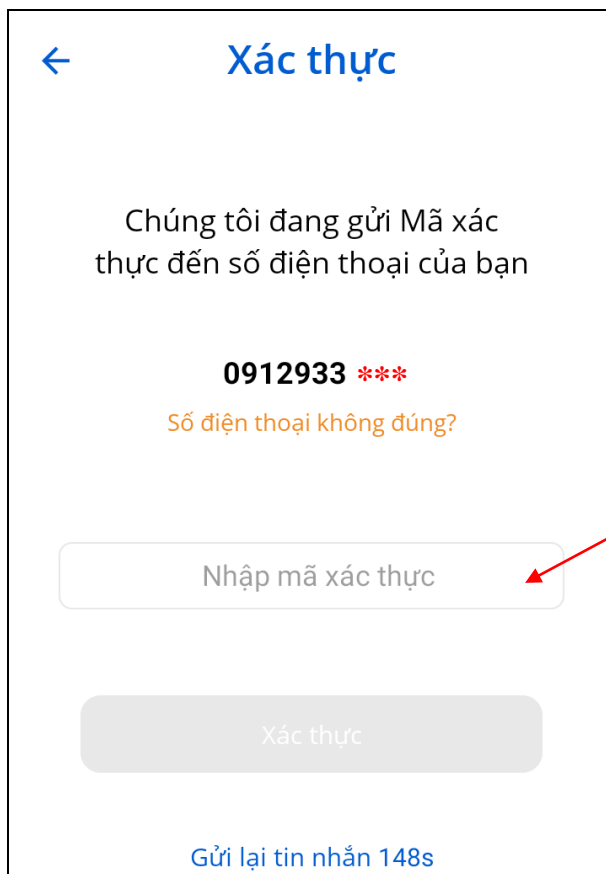 Xác thực
Chúng tôi đang gửi Mã xác
thực đến số điện thoại của bạn
0912933 ***
Số điện thoại không đúng?
Nhập mã xác thực
Xác thực
Gửi lại tin nhắn 148s